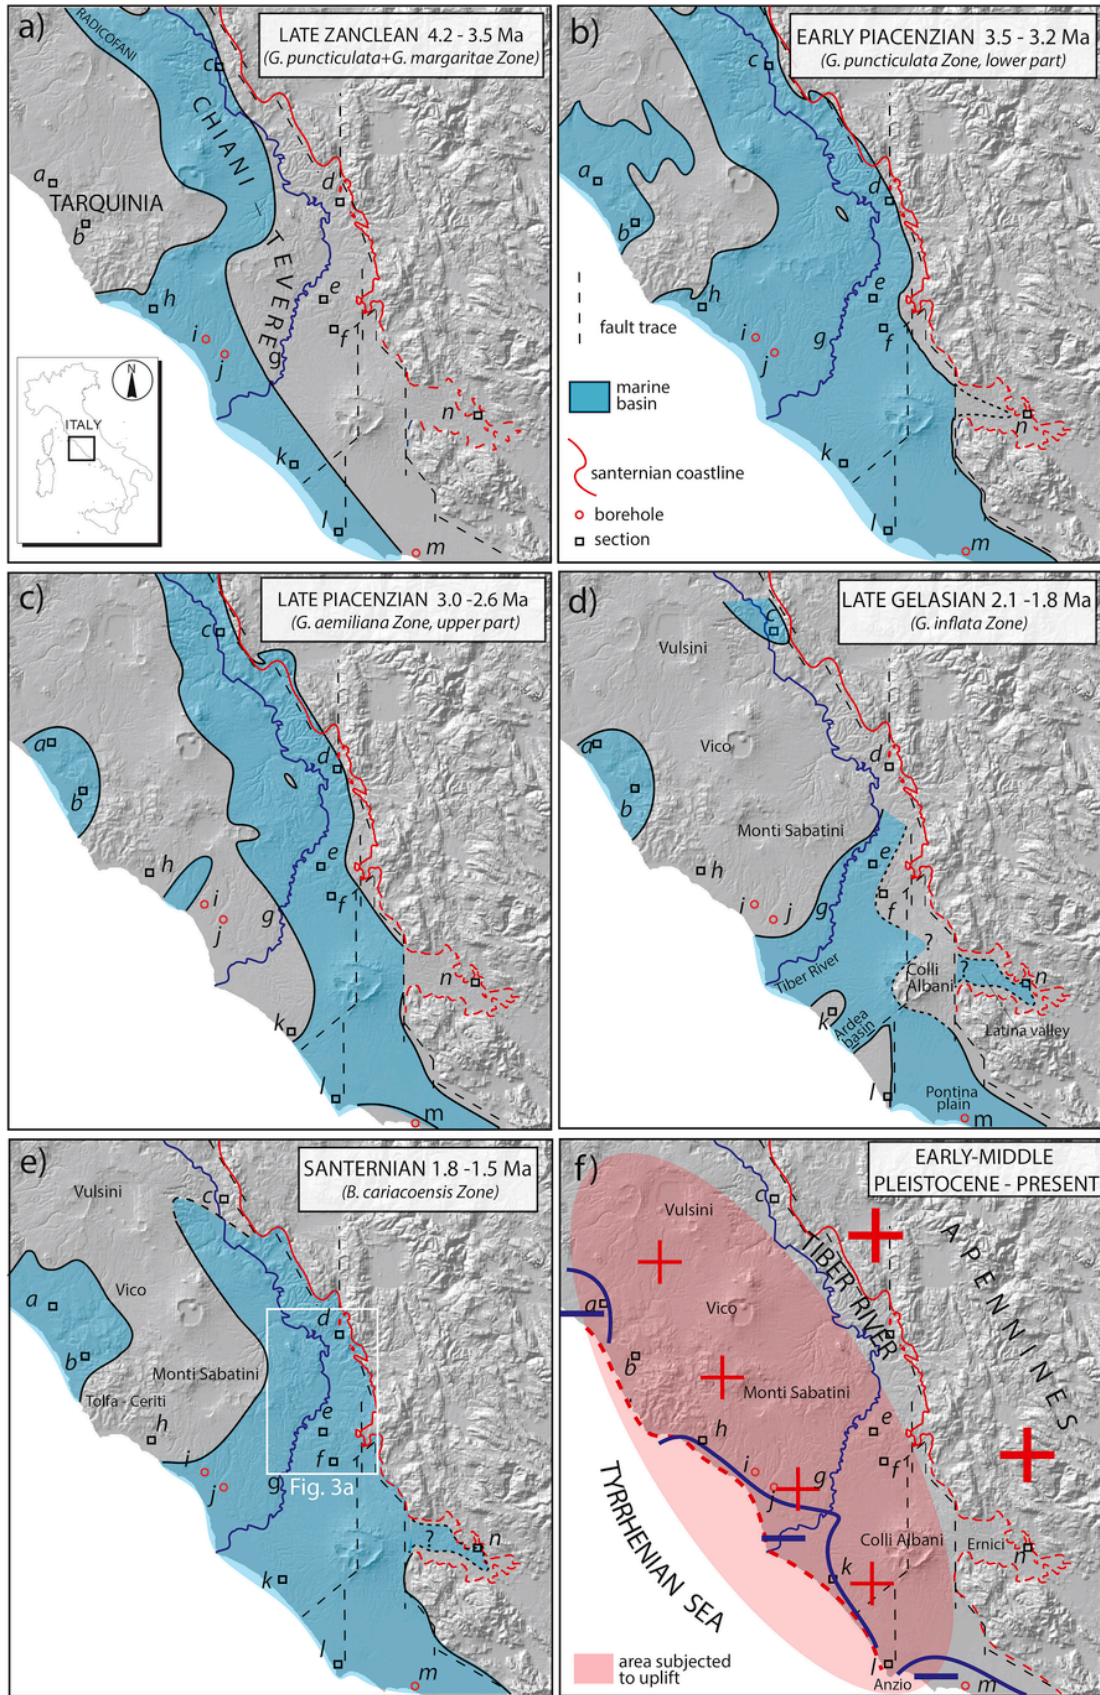 a)
LATE ZANCLEAN 4.2 - 3.5 Ma
(G. puncticulata+G. margaritae Zone)
RADICOFANI
c
CHIANI
d
a
TARQUINIA
b
TEVERE
h
e
i
f
j
g
N
ITALY
n
k
l
m
b)
EARLY PIACENZIAN 3.5 - 3.2 Ma
(G. puncticulata Zone, lower part)
c
a
d
b
h
e
i
g
f
j
fault trace
marine
basin
n
santernian coastline
k
borehole
l
section
m
c)
LATE PIACENZIAN 3.0 -2.6 Ma
(G. aemiliana Zone, upper part)
c
a
d
b
h
e
i
f
g
j
n
k
l
m
d)
LATE GELASIAN 2.1 -1.8 Ma
(G. inflata Zone)
c
Vulsini
a
Vico
d
b
Monti Sabatini
h
e
i
j
g
f
?
Tiber River
Colli
Albani
?
n
k
Ardea
basin
Latina valley
l
Pontina
plain
m
e)
SANTERNIAN 1.8 -1.5 Ma
(B. cariacoensis Zone)
Vulsini
c
Vico
a
d
b
Monti Sabatini
Tolfa - Ceriti
h
e
i
f
j
g
Fig. 3a
?
n
k
l
m
f)
EARLY-MIDDLE
PLEISTOCENE - PRESENT
c
Vulsini
TIBER RIVER
APENNINES
a
Vico
b
Monti Sabatini
h
e
i
g
f
j
TYRRHENIAN SEA
Colli Albani
Ernici
n
k
area subjected
to uplift
l
Anzio
m